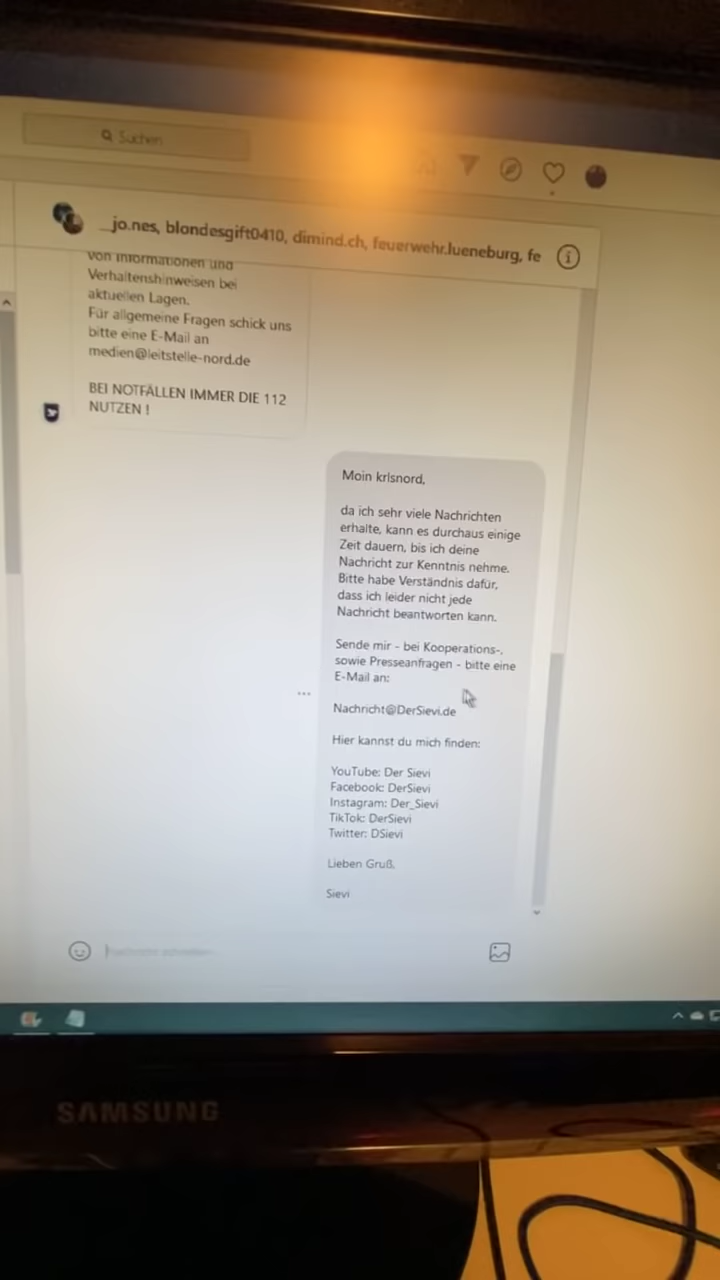 Suchen
_jo.nes, blondesgift0410, dimind.ch, feuerwehr.lueneburg, fe
von Informationen und
Verhaltenshinweisen bei
aktuellen Lagen.
Für allgemeine Fragen schick uns
bitte eine E-Mail an
medien@leitstelle-nord.de
BEI NOTFÄLLEN IMMER DIE 112
NUTZEN !
Moin krlsnord,
da ich sehr viele Nachrichten
erhalte, kann es durchaus einige
Zeit dauern, bis ich deine
Nachricht zur Kenntnis nehme.
Bitte habe Verständnis dafür,
dass ich leider nicht jede
Nachricht beantworten kann.
Sende mir - bei Kooperations-,
sowie Presseanfragen - bitte eine
E-Mail an:
Nachricht@DerSievi.de
Hier kannst du mich finden:
YouTube: Der Sievi
Facebook: DerSievi
Instagram: Der_Sievi
TikTok: DerSievi
Twitter: DSievi
Lieben Gruß,
Sievi
SAMSUNG